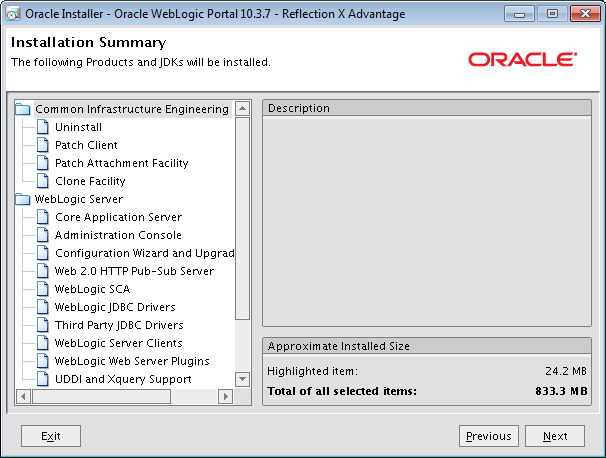 Oracle Installer - Oracle WebLogic Portal 10.3.7 - Reflection X Advantage
Installation Summary
The following Products and JDKs will be installed.
ORACLE
Common Infrastructure Engineering
Uninstall
Patch Client
Patch Attachment Facility
Clone Facility
WebLogic Server
Core Application Server
Administration Console
Configuration Wizard and Upgrad
Web 2.0 HTTP Pub-Sub Server
WebLogic SCA
WebLogic JDBC Drivers
Third Party JDBC Drivers
WebLogic Server Clients
WebLogic Web Server Plugins
UDDI and Xquery Support
Description
Approximate Installed Size
Highlighted item: 24.2 MB
Total of all selected items: 833.3 MB
Exit
Previous
Next